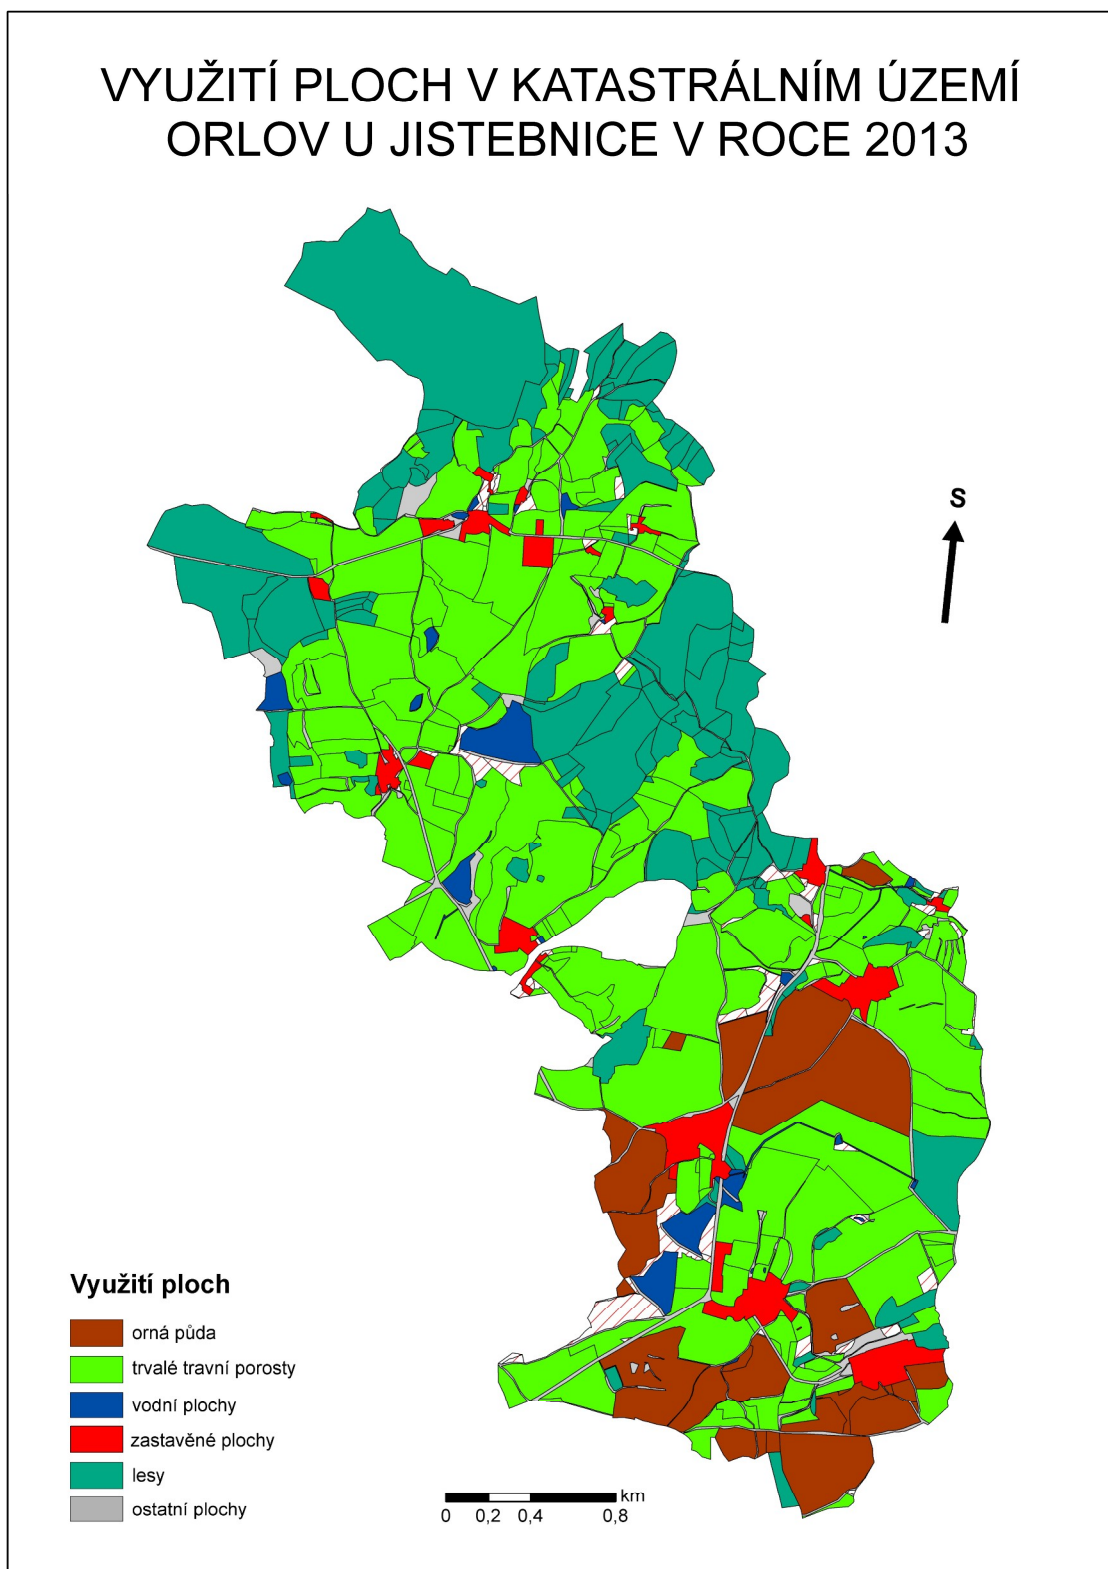 VYUŽITÍ PLOCH V KATASTRÁLNÍM ÚZEMÍ
ORLOV U JISTEBNICE V ROCE 2013
S
Využití ploch
orná půda
trvalé travní porosty
vodní plochy
zastavěné plochy
lesy
ostatní plochy
km
0 0,2 0,4 0,8